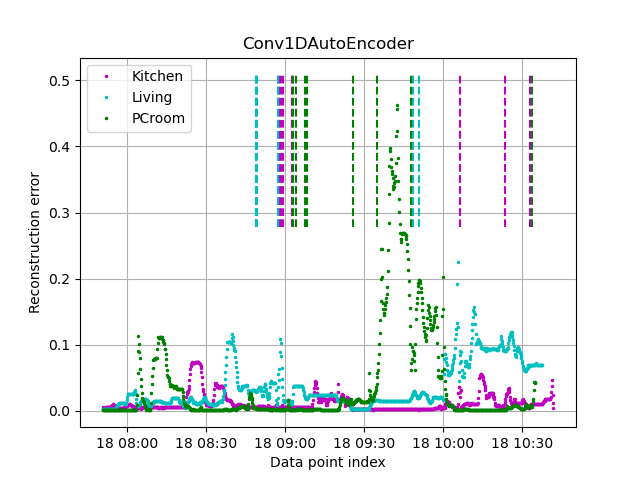 Conv1DAutoEncoder
Kitchen
Living
PCroom
Reconstruction error
0.5
0.4
0.3
0.2
0.1
0.0
18 08:00 18 08:30 18 09:00 18 09:30 18 10:00 18 10:30
Data point index